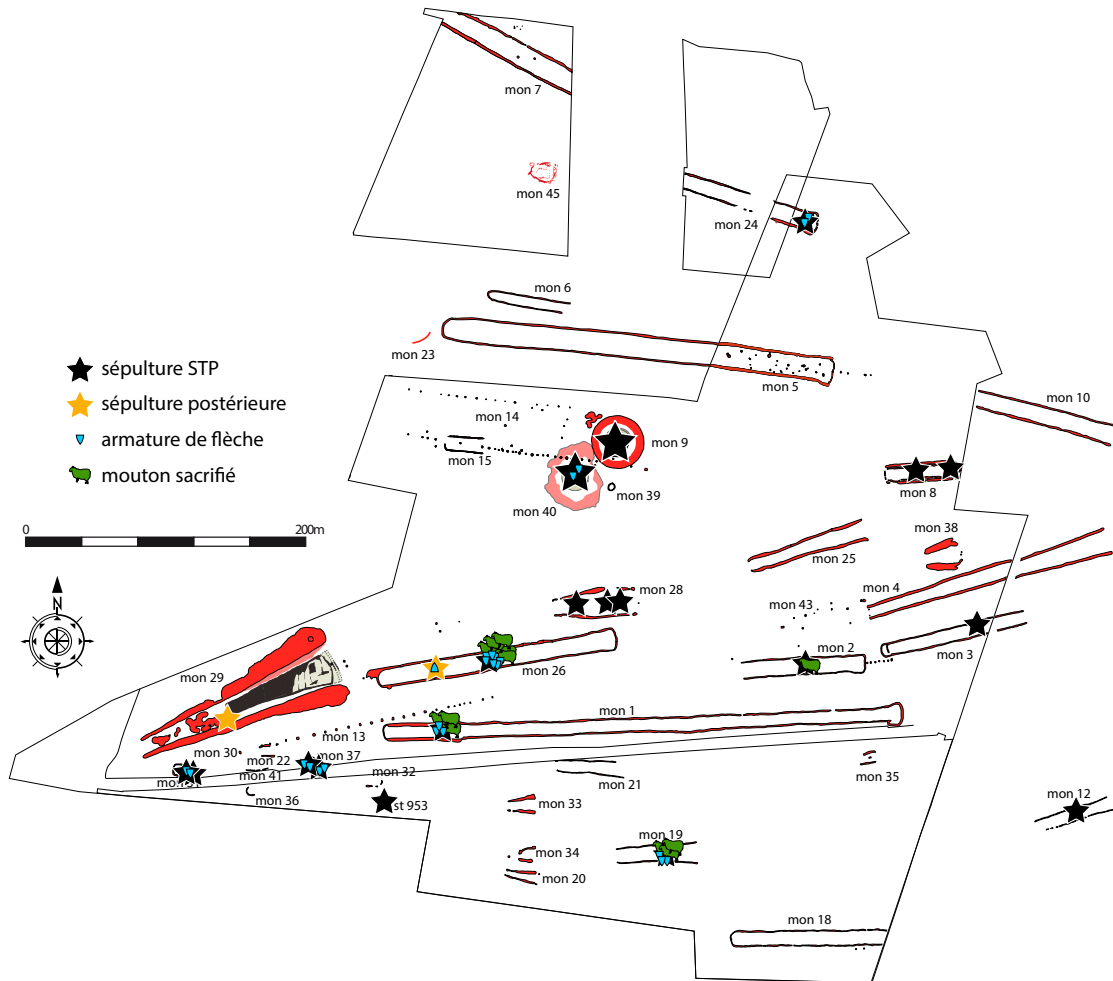 mon 7
mon 45
mon 24
mon 6
mon 23
mon 5
mon 10
sépulture STP
sépulture postérieure
armature de flèche
mouton sacrifié
mon 14
mon 9
mon 15
mon 8
mon 39
mon 40
0
200m
mon 38
mon 25
mon 4
N
mon 28
mon 43
mon 2
mon 3
mon 29
mon 26
mon 1
mon 13
mon 30
mon 22
mon 37
mon 41
mon 32
mon 21
mon 35
mon 36
st 953
mon 33
mon 12
mon 19
mon 34
mon 20
mon 18